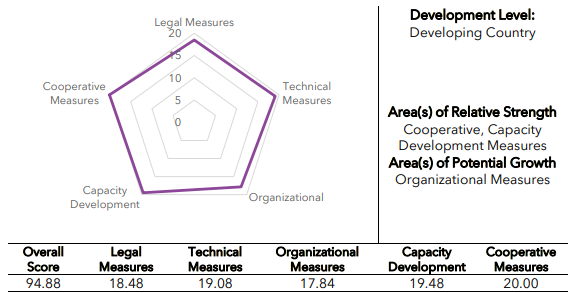 Legal Measures
20
15
10
5
0
Technical
Measures
Organizational
Capacity
Development
Cooperative
Measures
Development Level:
Developing Country
Area(s) of Relative Strength
Cooperative, Capacity
Development Measures
Area(s) of Potential Growth
Organizational Measures
Overall Score Legal Measures Technical Measures Organizational Measures Capacity Development Cooperative Measures
94.88 18.48 19.08 17.84 19.48 20.00